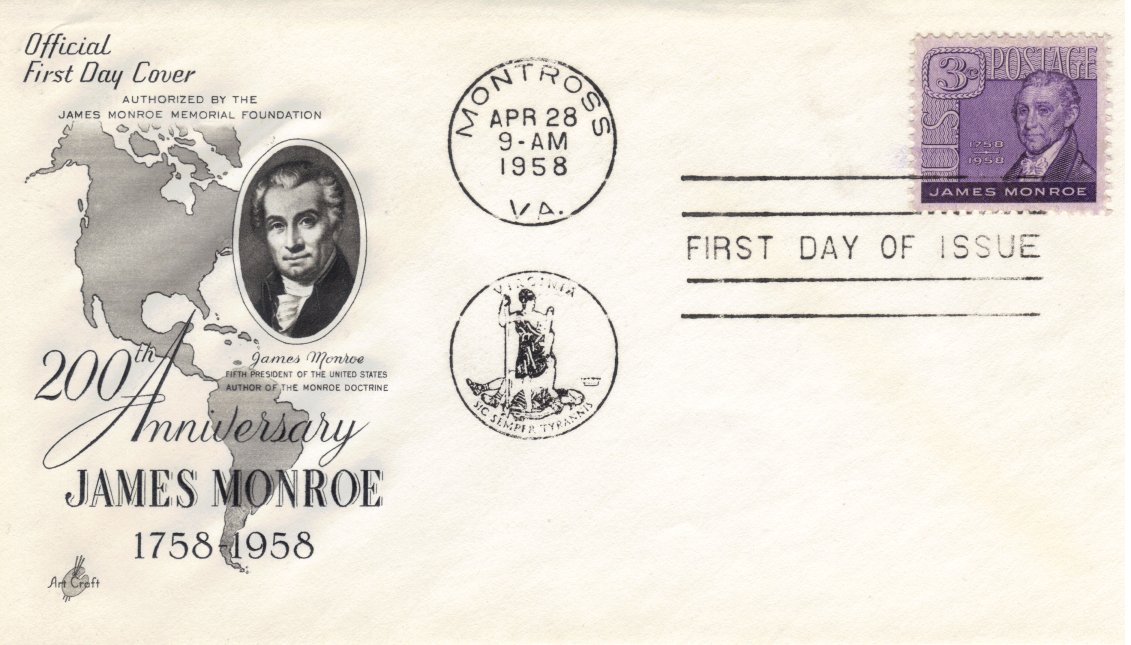 Official
First Day Cover
AUTHORIZED BY THE
JAMES MONROE MEMORIAL FOUNDATION
James Monroe
FIFTH PRESIDENT OF THE UNITED STATES
AUTHOR OF THE MONROE DOCTRINE
200th
Anniversary
JAMES MONROE
1758-1958
Art Craft
MONTROSS
APR 28
9-AM
1958
VA.
VIRGINIA
SIC SEMPER TYRANNIS
3c
POSTAGE
U.S.
1758
1958
JAMES MONROE
FIRST DAY OF ISSUE